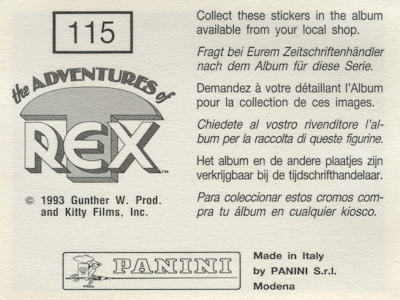 115
the ADVENTURES of
T
REX™
© 1993 Gunther W. Prod.
and Kitty Films, Inc.
Collect these stickers in the album
available from your local shop.
Fragt bei Eurem Zeitschriftenhändler
nach dem Album für diese Serie.
Demandez à votre détaillant l'Album
pour la collection de ces images.
Chiedete al vostro rivenditore l'al-
bum per la raccolta di queste figurine.
Het album en de andere plaatjes zijn
verkrijgbaar bij de tijdschrifthandelaar.
Para coleccionar estos cromos com-
pra tu álbum en cualquier kiosco.
PANINI
Made in Italy
by PANINI S.r.l.
Modena